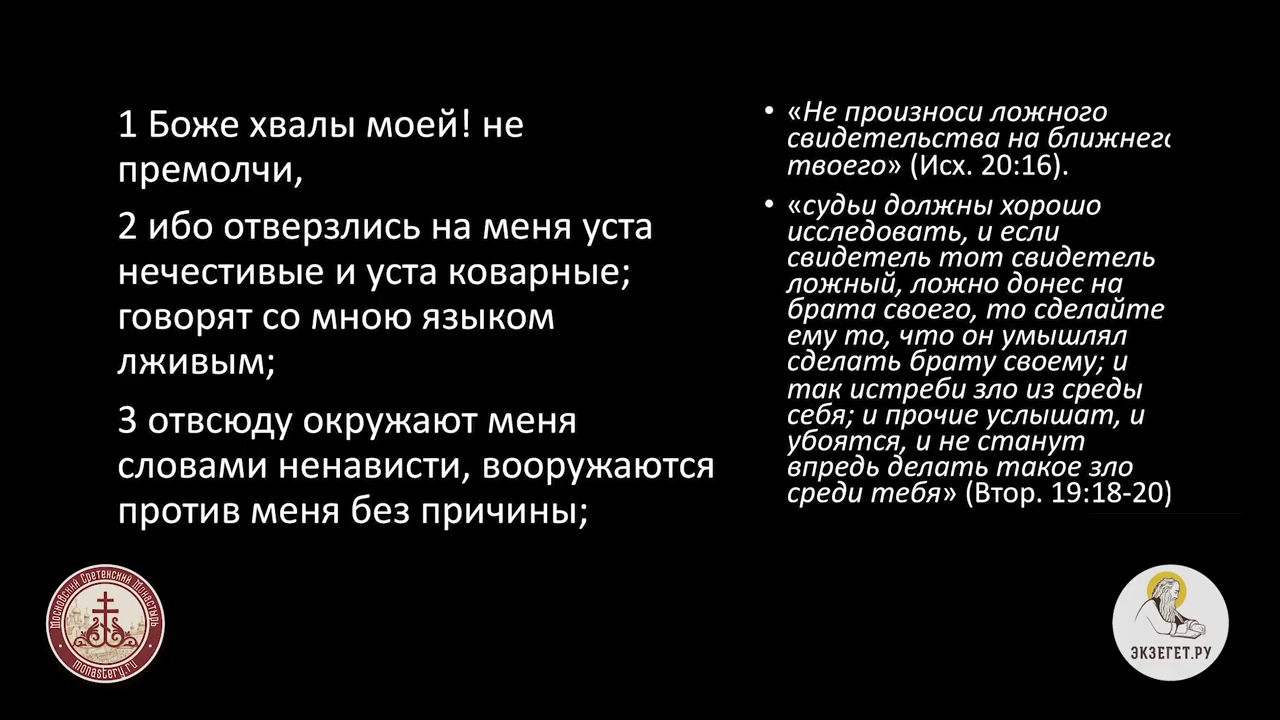 1 Боже хвалы моей! не
премолчи,
2 ибо отверзлись на меня уста
нечестивые и уста коварные;
говорят со мною языком
лживым;
3 отвсюду окружают меня
словами ненависти, вооружаются
против меня без причины;
• «Не произноси ложного
свидетельства на ближнего
твоего» (Исх. 20:16).
• «судьи должны хорошо
исследовать, и если
свидетель тот свидетель
ложный, ложно донес на
брата своего, то сделайте
ему то, что он умышлял
сделать брату своему; и
так истреби зло из среды
себя; и прочие услышат, и
убоятся, и не станут
впредь делать такое зло
среди тебя» (Втор. 19:18-20)
Московский Сретенский Монастырь
monastery.ru
ЭКЗЕГЕТ.РУ